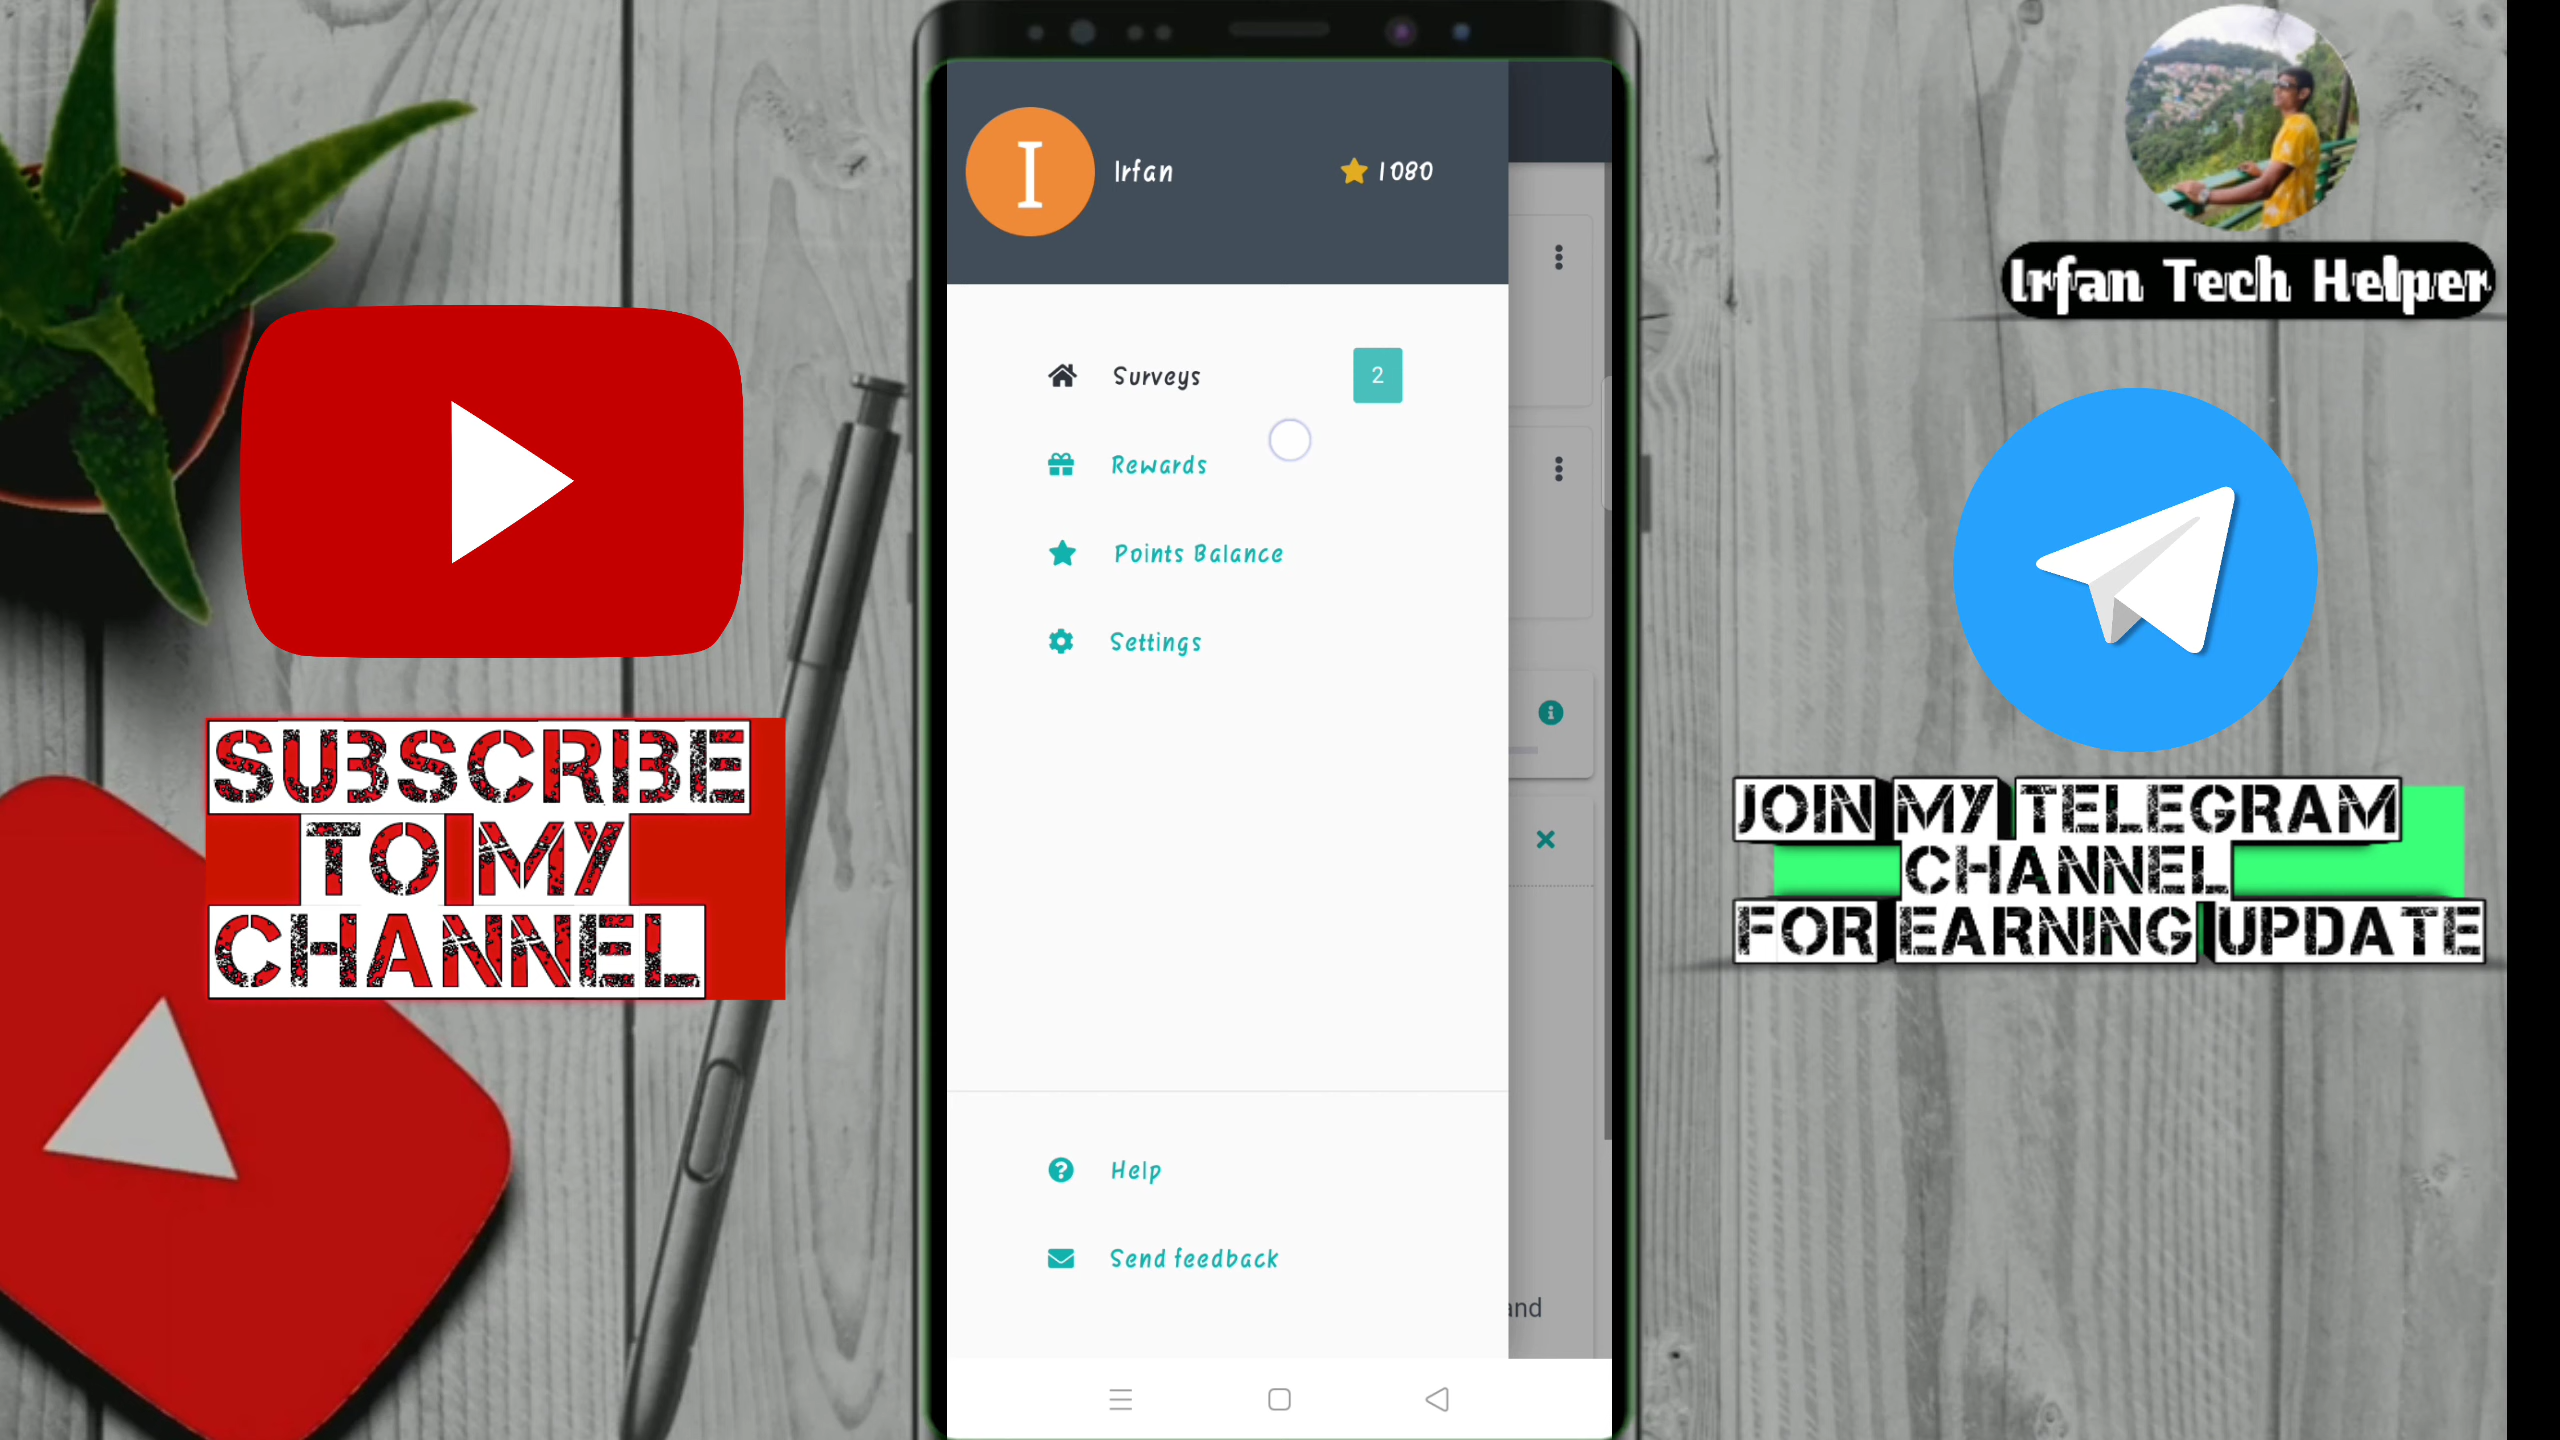 I
Irfan
1080
Surveys
2
Rewards
Points Balance
Settings
Help
Send feedback
and
SUBSCRIBE
TO MY
CHANNEL
Irfan Tech Helper
JOIN MY TELEGRAM
CHANNEL
FOR EARNING UPDATE